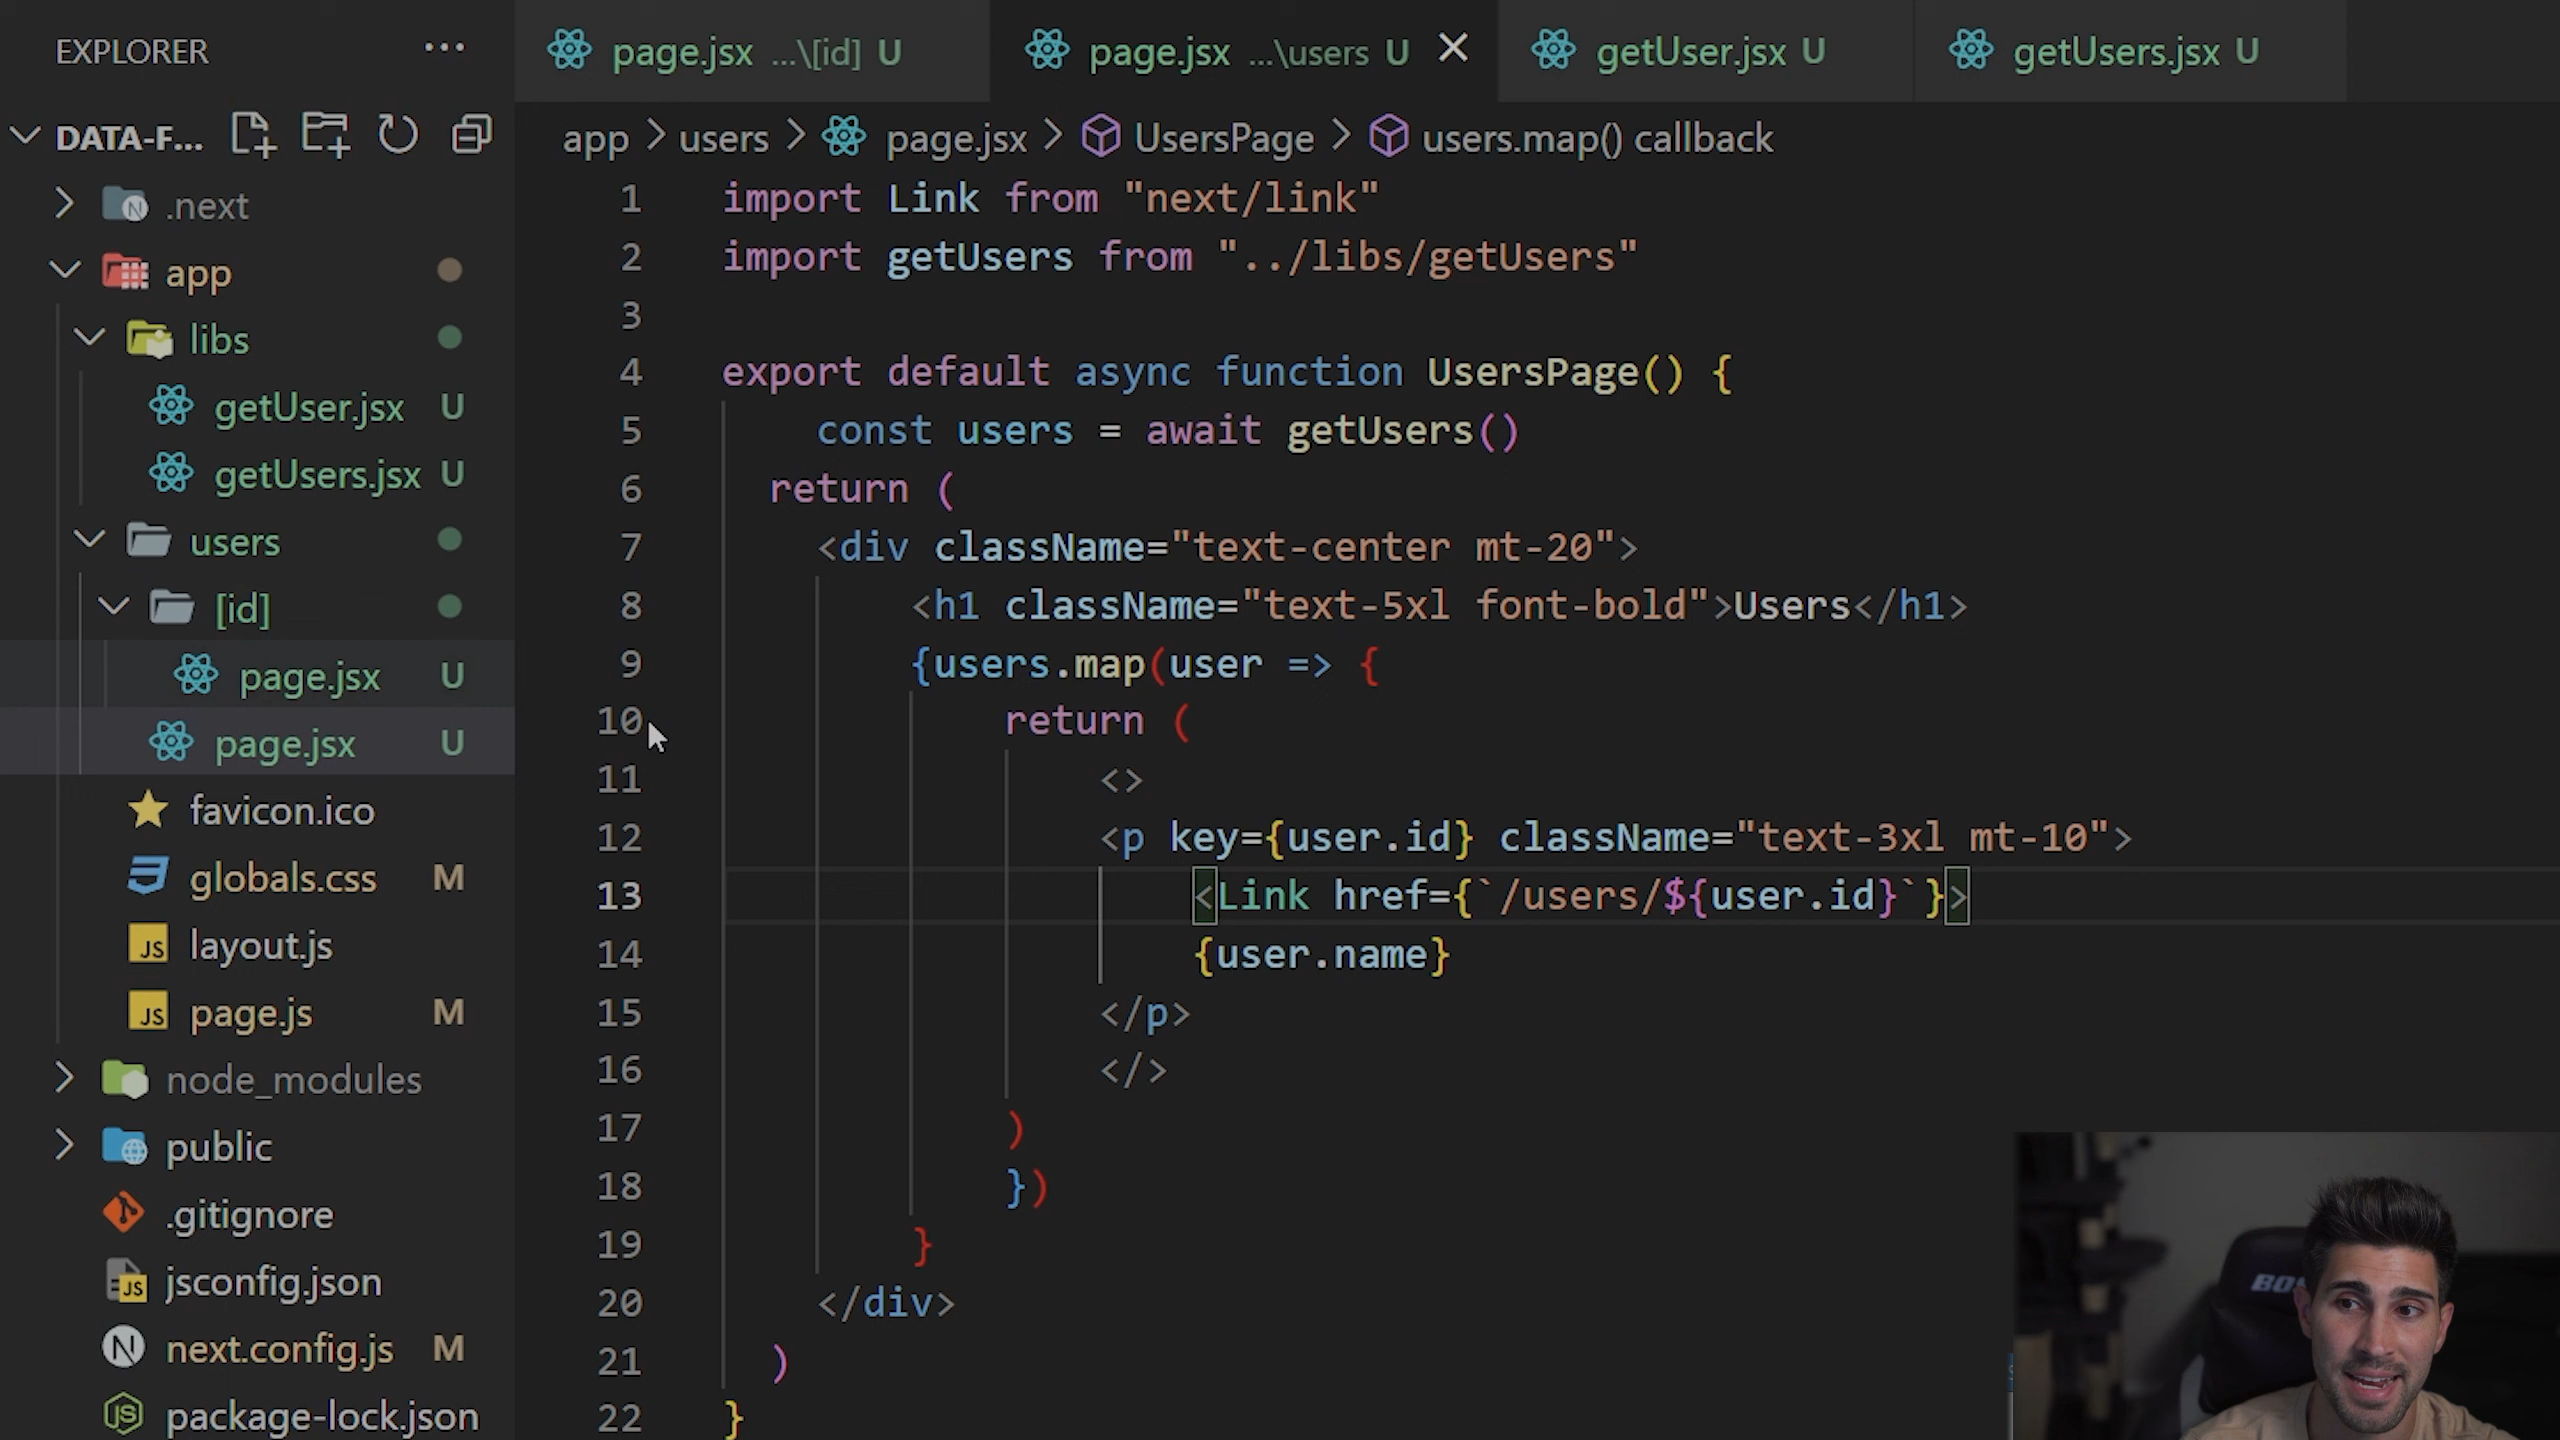 EXPLORER ...
DATA-F...
.next
app
libs
getUser.jsx U
getUsers.jsx U
users
[id]
page.jsx U
page.jsx U
favicon.ico
globals.css M
JS layout.js
JS page.js M
node_modules
public
.gitignore
JS jsconfig.json
N next.config.js M
JS package-lock.json
page.jsx ...\[id] U
page.jsx ...\users U
getUser.jsx U
getUsers.jsx U
app > users > page.jsx > UsersPage > users.map() callback
1 import Link from "next/link"
2 import getUsers from "../libs/getUsers"
3
4 export default async function UsersPage() {
5 const users = await getUsers()
6 return (
7 <div className="text-center mt-20">
8 <h1 className="text-5xl font-bold">Users</h1>
9 {users.map(user => {
10 return (
11 <>
12 <p key={user.id} className="text-3xl mt-10">
13 <Link href={`/users/${user.id}`}>
14 {user.name}
15 </p>
16 </>
17 )
18 })
19 }
20 </div>
21 )
22 }